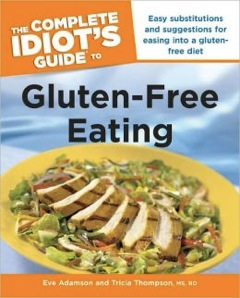 THE COMPLETE
IDIOT'S
GUIDE® TO
Easy substitutions
and suggestions for
easing into a gluten-
free diet
Gluten-Free
Eating
Eve Adamson and Tricia Thompson, MS, RD